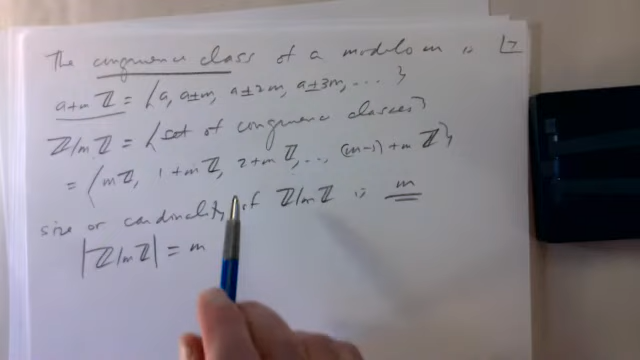 The congruence class of a modulo m is
a+mℤ = {a, a±m, a±2m, a±3m, ...}
ℤ/mℤ = {set of congruence classes}
= {mℤ, 1+mℤ, 2+mℤ, ..., (m-1)+mℤ}
size or cardinality of ℤ/mℤ is m
|ℤ/mℤ| = m